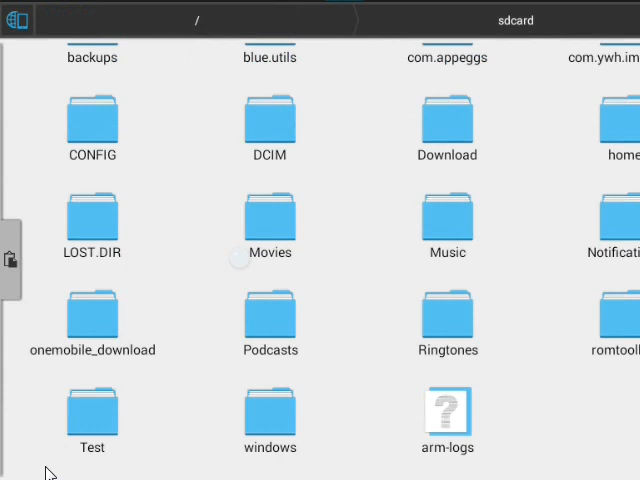 / sdcard
backups blue.utils com.appeggs com.ywh.im
CONFIG DCIM Download home
LOST.DIR Movies Music Notificati
onemobile_download Podcasts Ringtones romtool
Test windows arm-logs